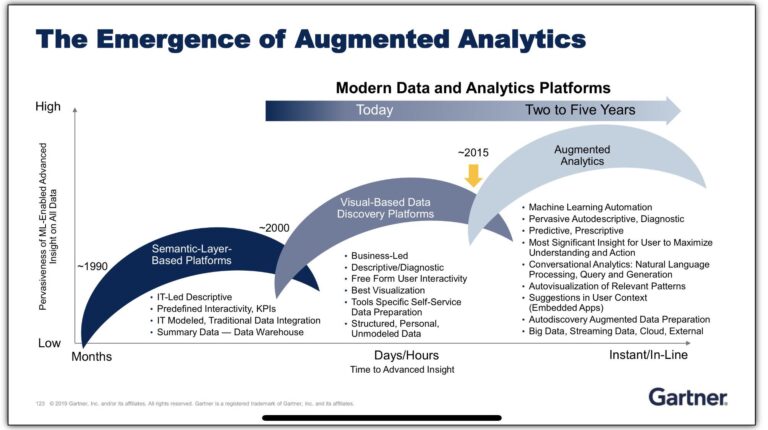 The Emergence of Augmented Analytics
Modern Data and Analytics Platforms
Today
Two to Five Years
High
Pervasiveness of ML-Enabled Advanced
Insight on All Data
Low
~1990
Semantic-Layer-
Based Platforms
• IT-Led Descriptive
• Predefined Interactivity, KPIs
• IT Modeled, Traditional Data Integration
• Summary Data — Data Warehouse
~2000
Visual-Based Data
Discovery Platforms
• Business-Led
• Descriptive/Diagnostic
• Free Form User Interactivity
• Best Visualization
• Tools Specific Self-Service
Data Preparation
• Structured, Personal,
Unmodeled Data
~2015
Augmented
Analytics
• Machine Learning Automation
• Pervasive Autodescriptive, Diagnostic
• Predictive, Prescriptive
• Most Significant Insight for User to Maximize
Understanding and Action
• Conversational Analytics: Natural Language
Processing, Query and Generation
• Autovisualization of Relevant Patterns
• Suggestions in User Context
(Embedded Apps)
• Autodiscovery Augmented Data Preparation
• Big Data, Streaming Data, Cloud, External
Months
Days/Hours
Instant/In-Line
Time to Advanced Insight
123 © 2019 Gartner, Inc. and/or its affiliates. All rights reserved. Gartner is a registered trademark of Gartner, Inc. and its affiliates.
Gartner